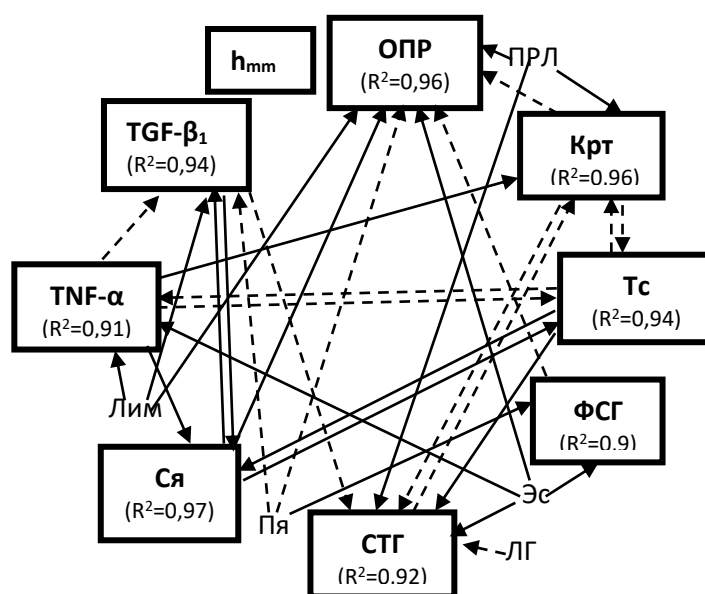 h mm
ОПР
(R²=0,96)
ПРЛ
TGF-β₁
(R²=0,94)
Крт
(R²=0.96)
TNF-α
(R²=0,91)
Тс
(R²=0,94)
Лим
ФСГ
(R²=0.9)
Ся
(R²=0,97)
Пя
Эс
СТГ
(R²=0.92)
ЛГ